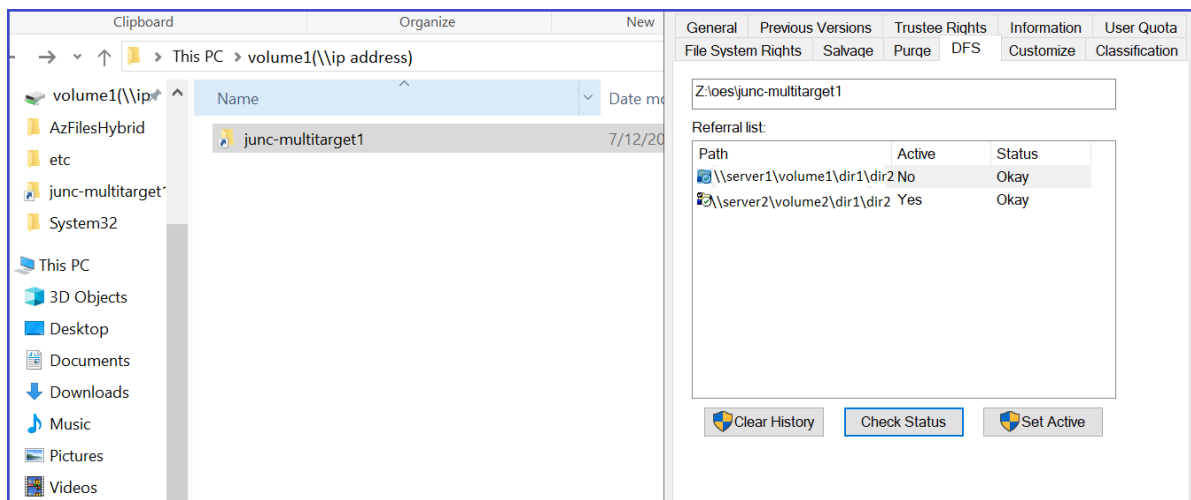 Clipboard
Organize
New
This PC > volume1(\\ip address)
volume1(\\ip
AzFilesHybrid
etc
junc-multitarget1
System32
This PC
3D Objects
Desktop
Documents
Downloads
Music
Pictures
Videos
Name
Date mo
junc-multitarget1
7/12/20
General
Previous Versions
Trustee Rights
Information
User Quota
File System Rights
Salvage
Purge
DFS
Customize
Classification
Z:\oes\junc-multitarget1
Referral list:
Path Active Status
\\server1\volume1\dir1\dir2 No Okay
\\server2\volume2\dir1\dir2 Yes Okay
Clear History
Check Status
Set Active